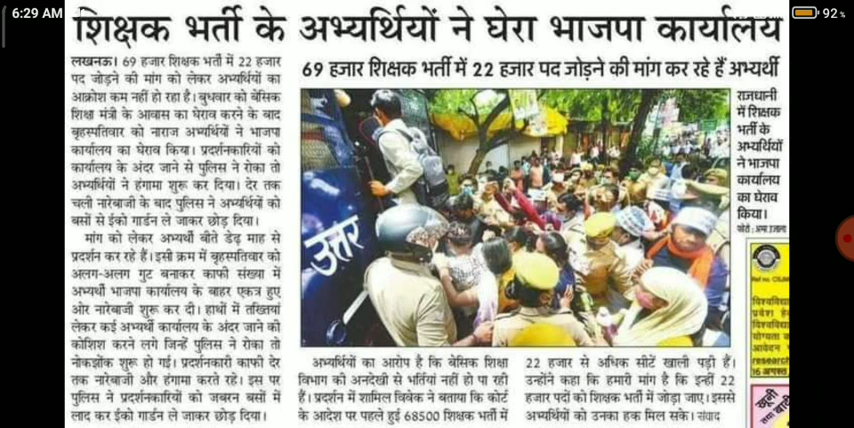 6:29 AM
92%
शिक्षक भर्ती के अभ्यर्थियों ने घेरा भाजपा कार्यालय
69 हजार शिक्षक भर्ती में 22 हजार पद जोड़ने की मांग कर रहे हैं अभ्यर्थी
लखनऊ। 69 हजार शिक्षक भर्ती में 22 हजार
पद जोड़ने की मांग को लेकर अभ्यर्थियों का
आक्रोश कम नहीं हो रहा है। बुधवार को बेसिक
शिक्षा मंत्री के आवास का घेराव करने के बाद
बृहस्पतिवार को नाराज अभ्यर्थियों ने भाजपा
कार्यालय का घेराव किया। प्रदर्शनकारियों को
कार्यालय के अंदर जाने से पुलिस ने रोका तो
अभ्यर्थियों ने हंगामा शुरू कर दिया। देर तक
चली नारेबाजी के बाद पुलिस ने अभ्यर्थियों को
बसों से ईको गार्डन ले जाकर छोड़ दिया।
मांग को लेकर अभ्यर्थी बीते डेढ़ माह से
प्रदर्शन कर रहे हैं। इसी क्रम में बृहस्पतिवार को
अलग-अलग गुट बनाकर काफी संख्या में
अभ्यर्थी भाजपा कार्यालय के बाहर एकत्र हुए
और नारेबाजी शुरू कर दी। हाथों में तख्तियां
लेकर कई अभ्यर्थी कार्यालय के अंदर जाने की
कोशिश करने लगे जिन्हें पुलिस ने रोका तो
नोकझोंक शुरू हो गई। प्रदर्शनकारी काफी देर
तक नारेबाजी और हंगामा करते रहे। इस पर
पुलिस ने प्रदर्शनकारियों को जबरन बसों में
लाद कर ईको गार्डन ले जाकर छोड़ दिया।
उत्तर
राजधानी
में शिक्षक
भर्ती के
अभ्यर्थियों
ने भाजपा
कार्यालय
का घेराव
किया।
अभ्यर्थियों का आरोप है कि बेसिक शिक्षा
विभाग की अनदेखी से भर्तियां नहीं हो पा रही
हैं। प्रदर्शन में शामिल विवेक ने बताया कि कोर्ट
के आदेश पर पहले हुई 68500 शिक्षक भर्ती में
22 हजार से अधिक सीटें खाली पड़ी हैं।
उन्होंने कहा कि हमारी मांग है कि इन्हीं 22
हजार पदों को शिक्षक भर्ती में जोड़ा जाए। इससे
अभ्यर्थियों को उनका हक मिल सके। संवाद
प्रवेश
आवेदन
research
16 अगस्त
खूनी